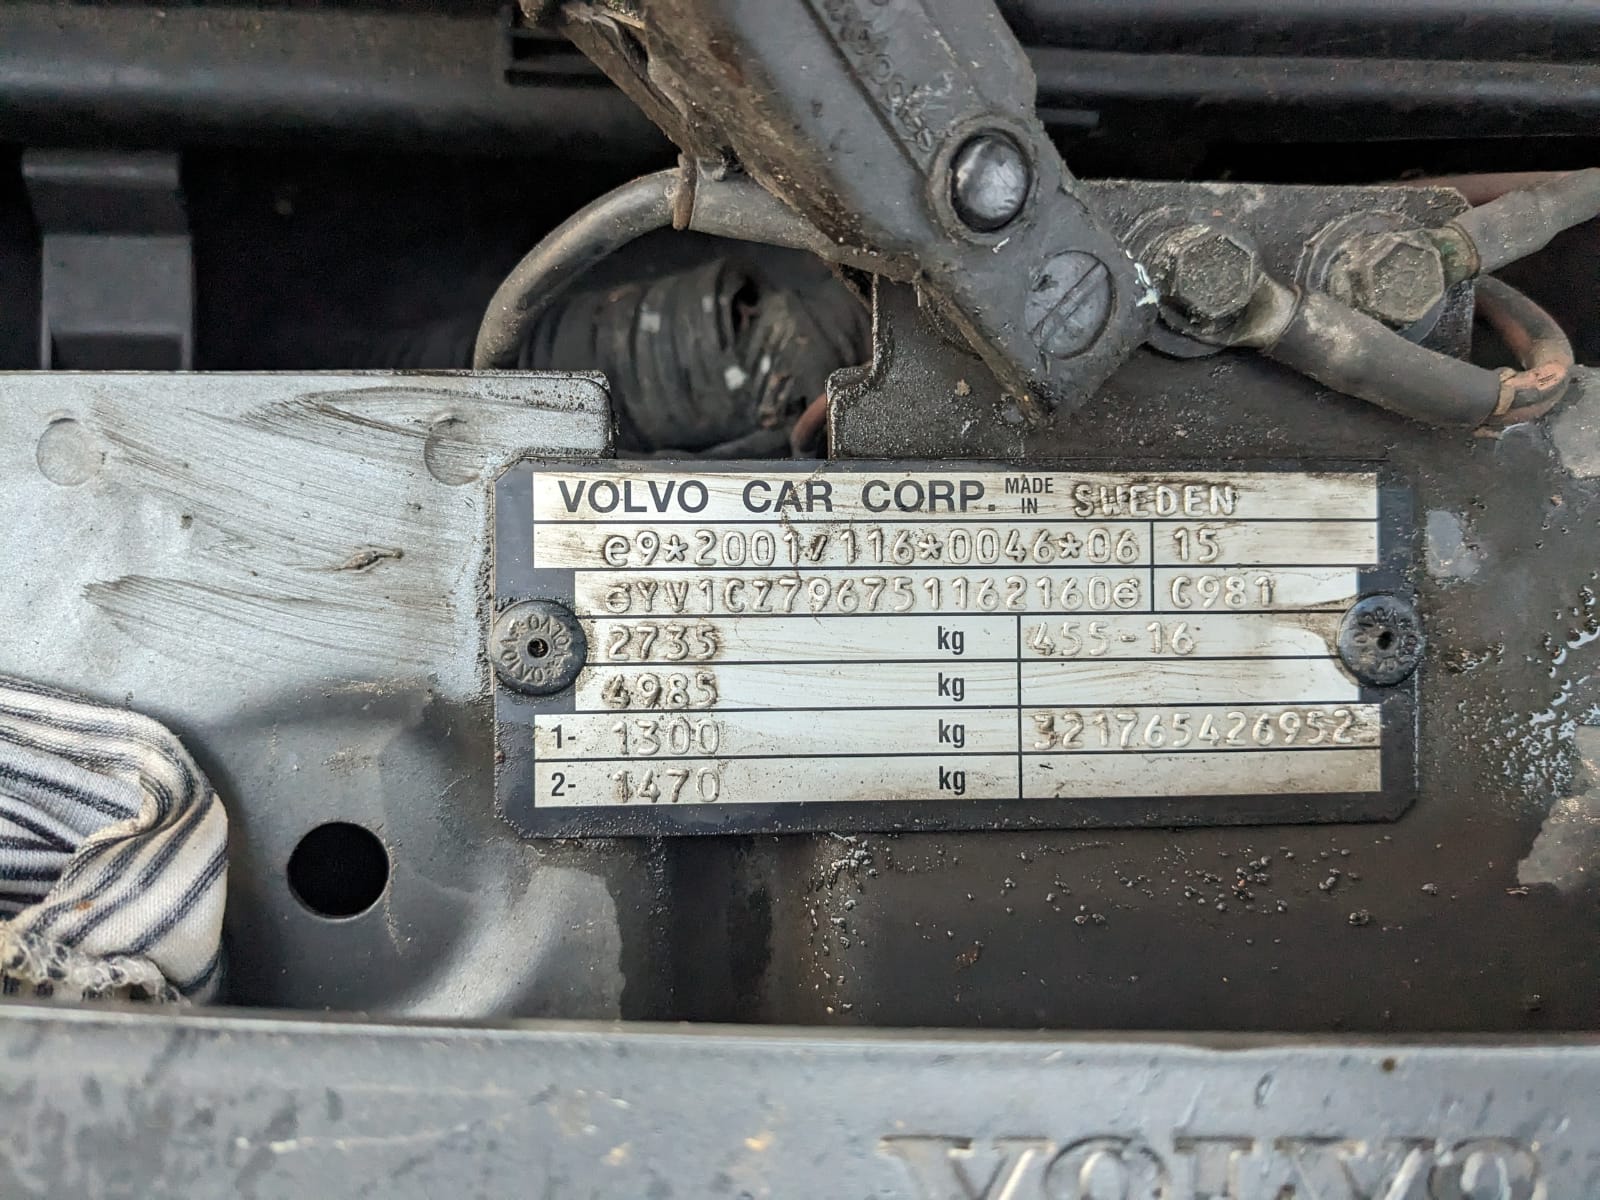 VOLVO CAR CORP. MADE IN SWEDEN
e9*2001/116*0046*06 15
YV1CZ796751162160 C981
2735 kg 455-16
4985 kg
1- 1300 kg 321765426952
2- 1470 kg
VOLVO